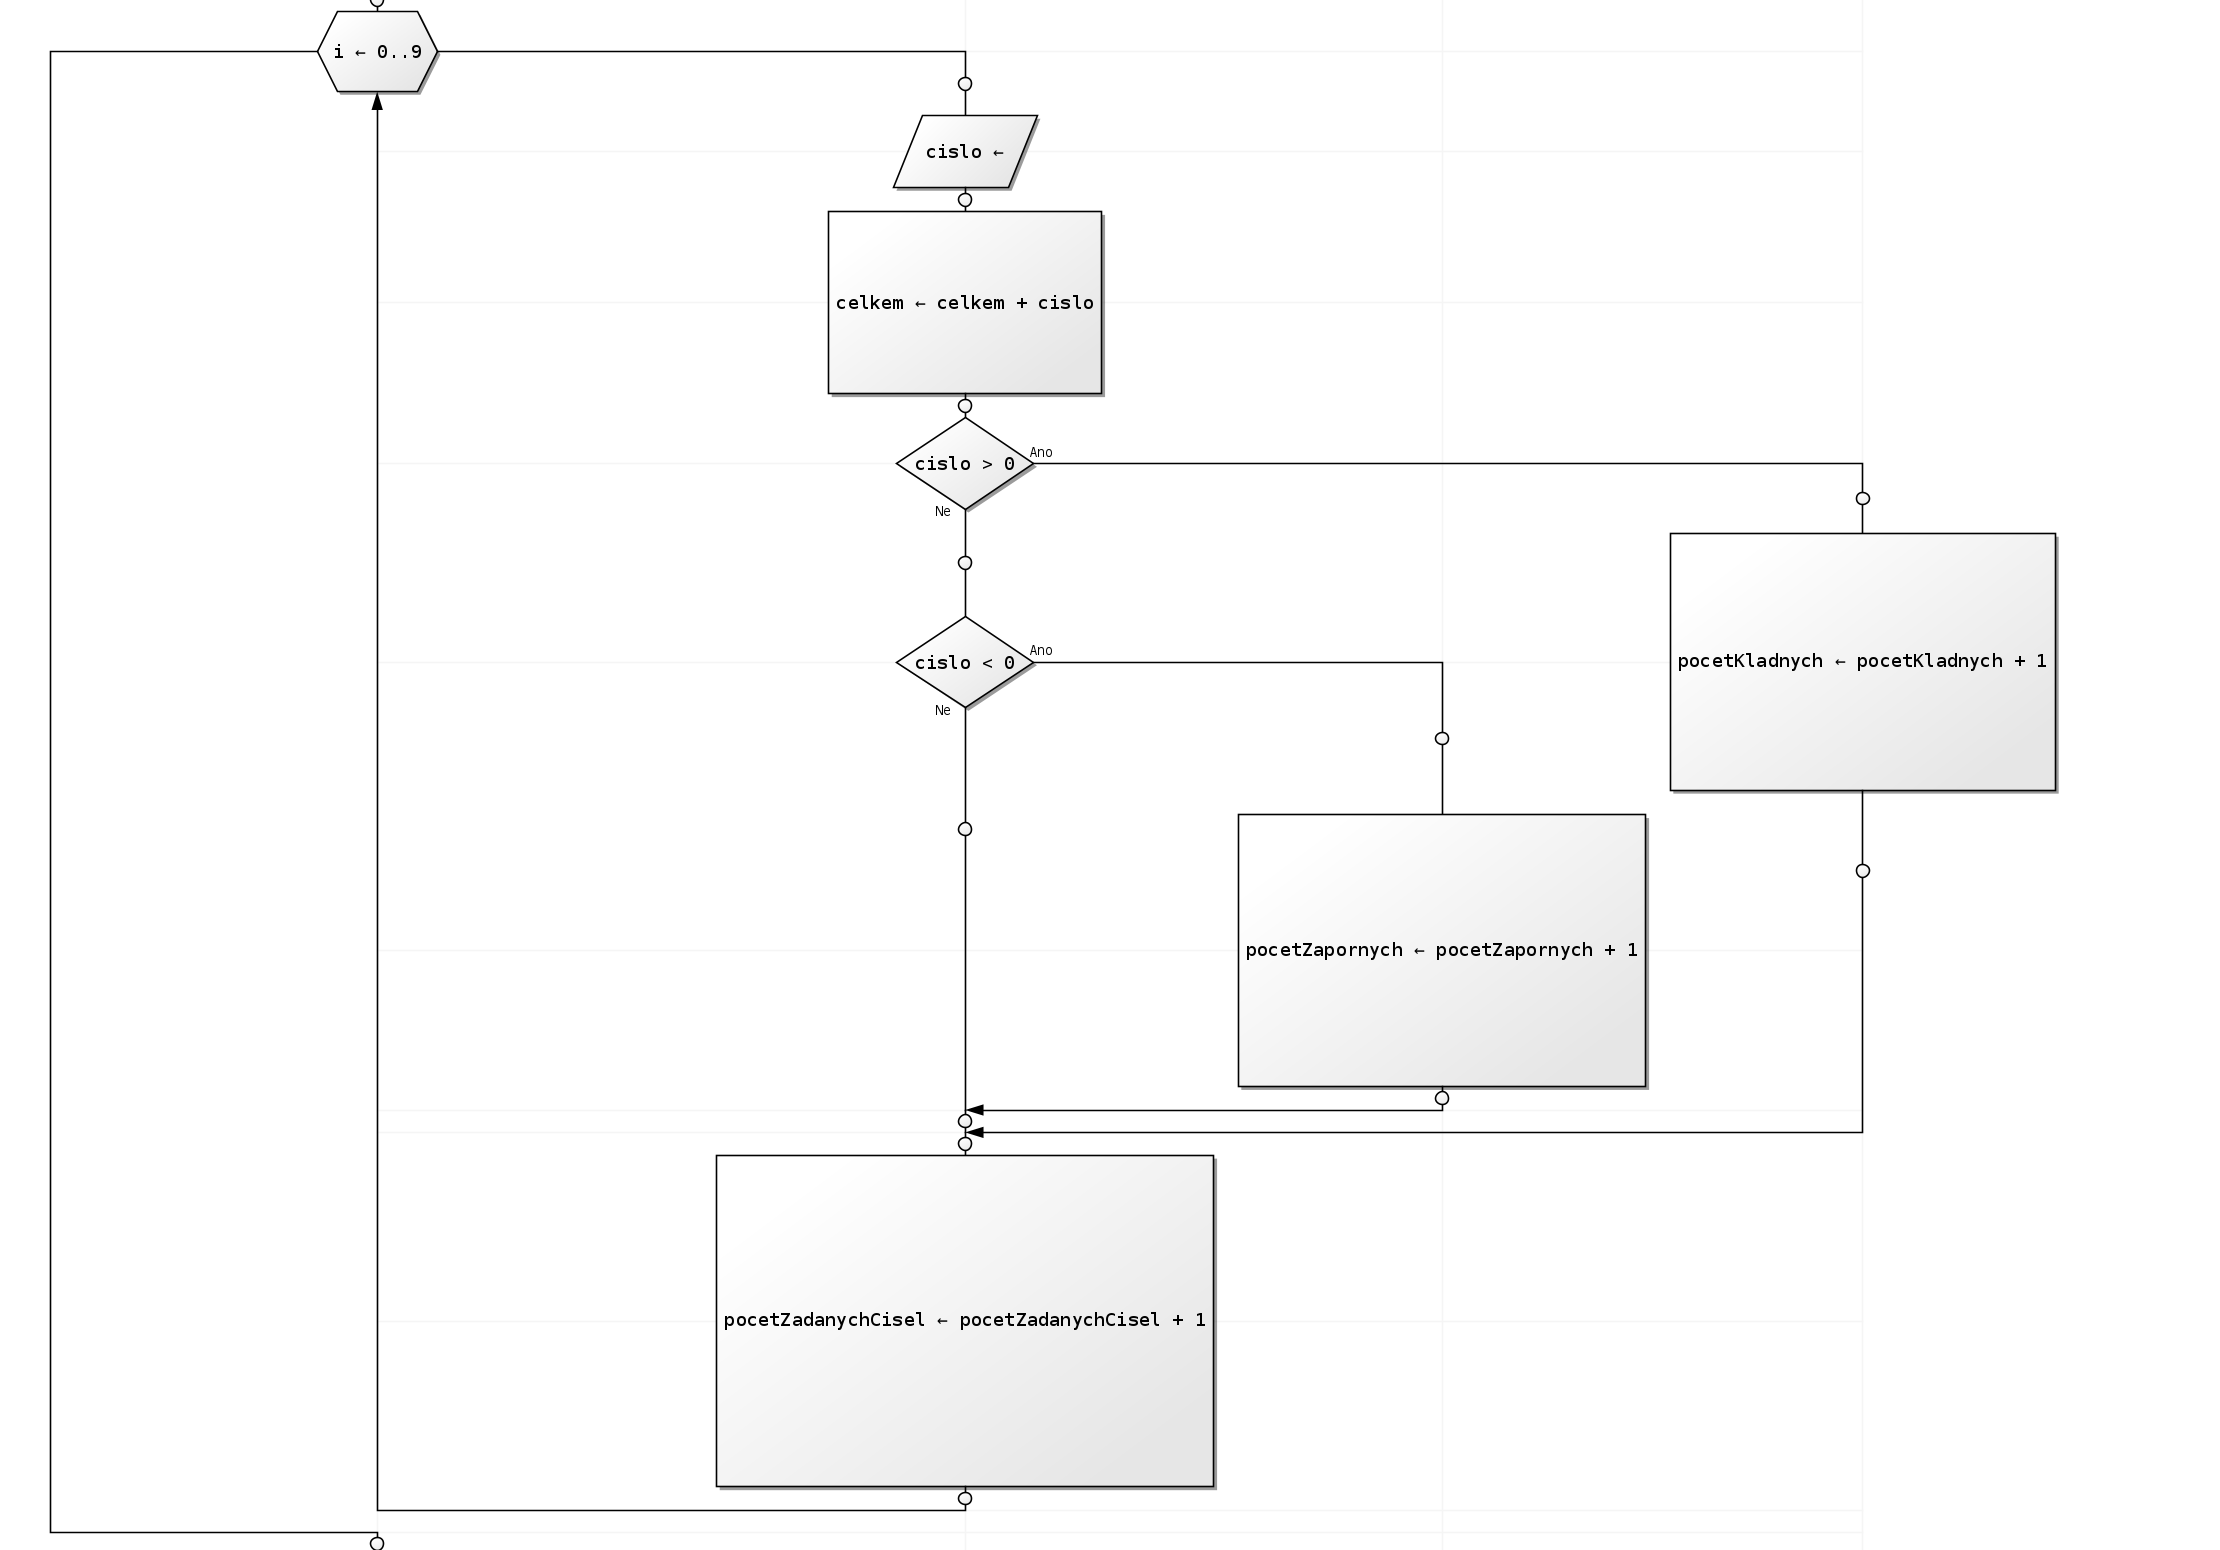 i ← 0..9
cislo ←
celkem ← celkem + cislo
cislo > 0
Ano
Ne
cislo < 0
Ano
Ne
pocetKladnych ← pocetKladnych + 1
pocetZapornych ← pocetZapornych + 1
pocetZadanychCisel ← pocetZadanychCisel + 1